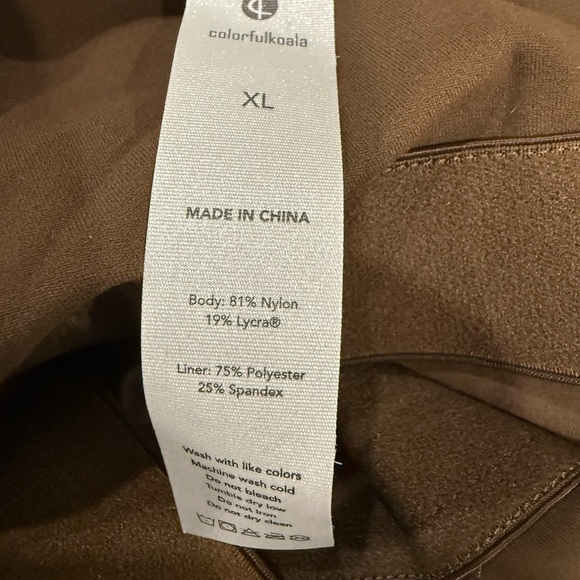 colorfulkoala
XL
MADE IN CHINA
Body: 81% Nylon
19% Lycra®
Liner: 75% Polyester
25% Spandex
Wash with like colors
Machine wash cold
Do not bleach
Tumble dry low
Do not iron
Do not dry clean